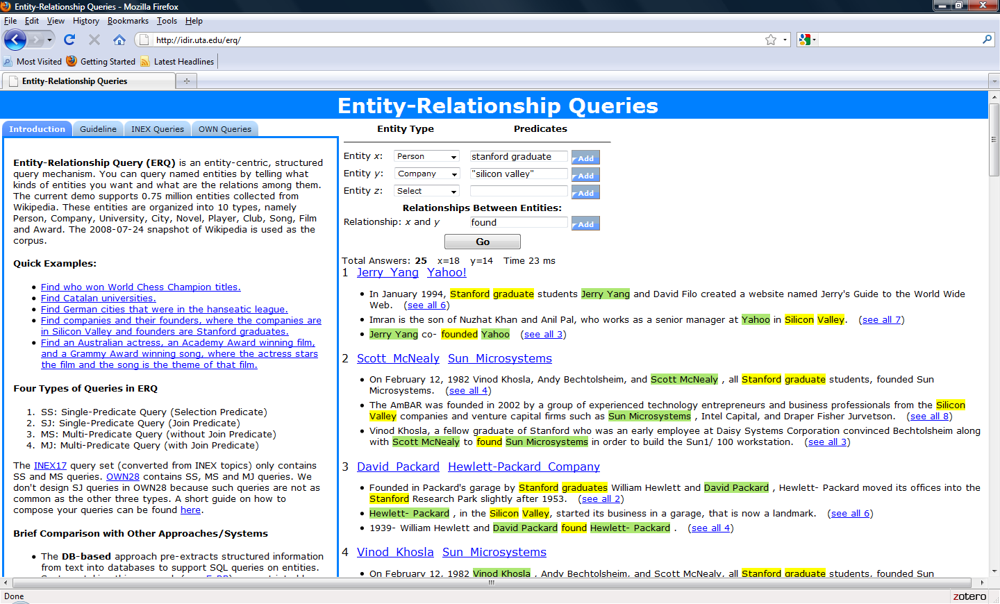 Entity-Relationship Queries - Mozilla Firefox
File Edit View History Bookmarks Tools Help
http://idir.uta.edu/erq/
Most Visited Getting Started Latest Headlines
Entity-Relationship Queries
Entity-Relationship Queries
Introduction Guideline INEX Queries OWN Queries
Entity-Relationship Query (ERQ) is an entity-centric, structured
query mechanism. You can query named entities by telling what
kinds of entities you want and what are the relations among them.
The current demo supports 0.75 million entities collected from
Wikipedia. These entities are organized into 10 types, namely
Person, Company, University, City, Novel, Player, Club, Song, Film
and Award. The 2008-07-24 snapshot of Wikipedia is used as the
corpus.
Quick Examples:
• Find who won World Chess Champion titles.
• Find Catalan universities.
• Find German cities that were in the hanseatic league.
• Find companies and their founders, where the companies are
in Silicon Valley and founders are Stanford graduates.
• Find an Australian actress, an Academy Award winning film,
and a Grammy Award winning song, where the actress stars
the film and the song is the theme of that film.
Four Types of Queries in ERQ
1. SS: Single-Predicate Query (Selection Predicate)
2. SJ: Single-Predicate Query (Join Predicate)
3. MS: Multi-Predicate Query (without Join Predicate)
4. MJ: Multi-Predicate Query (with Join Predicate)
The INEX17 query set (converted from INEX topics) only contains
SS and MS queries. OWN28 contains SS, MS and MJ queries. We
don't design SJ queries in OWN28 because such queries are not as
common as the other three types. A short guide on how to
compose your queries can be found here.
Brief Comparison with Other Approaches/Systems
• The DB-based approach pre-extracts structured information
from text into databases to support SQL queries on entities.
Entity Type Predicates
Entity x: Person stanford graduate Add
Entity y: Company "silicon valley" Add
Entity z: Select Add
Relationships Between Entities:
Relationship: x and y found Add
Go
Total Answers: 25 x=18 y=14 Time 23 ms
1 Jerry Yang Yahoo!
• In January 1994, Stanford graduate students Jerry Yang and David Filo created a website named Jerry's Guide to the World Wide
Web. (see all 6)
• Imran is the son of Nuzhat Khan and Anil Pal, who works as a senior manager at Yahoo in Silicon Valley. (see all 7)
• Jerry Yang co- founded Yahoo (see all 3)
2 Scott McNealy Sun Microsystems
• On February 12, 1982 Vinod Khosla, Andy Bechtolsheim, and Scott McNealy , all Stanford graduate students, founded Sun
Microsystems. (see all 4)
• The AmBAR was founded in 2002 by a group of experienced technology entrepreneurs and business professionals from the Silicon
Valley companies and venture capital firms such as Sun Microsystems , Intel Capital, and Draper Fisher Jurvetson. (see all 8)
• Vinod Khosla, a fellow graduate of Stanford who was an early employee at Daisy Systems Corporation convinced Bechtolsheim along
with Scott McNealy to found Sun Microsystems in order to build the Sun1/ 100 workstation. (see all 3)
3 David Packard Hewlett-Packard Company
• Founded in Packard's garage by Stanford graduates William Hewlett and David Packard , Hewlett- Packard moved its offices into the
Stanford Research Park slightly after 1953. (see all 2)
• Hewlett- Packard , in the Silicon Valley, started its business in a garage, that is now a landmark. (see all 6)
• 1939- William Hewlett and David Packard found Hewlett- Packard . (see all 4)
4 Vinod Khosla Sun Microsystems
• On February 12, 1982 Vinod Khosla , Andy Bechtolsheim, and Scott McNealy, all Stanford graduate students, founded Sun
Done
zotero